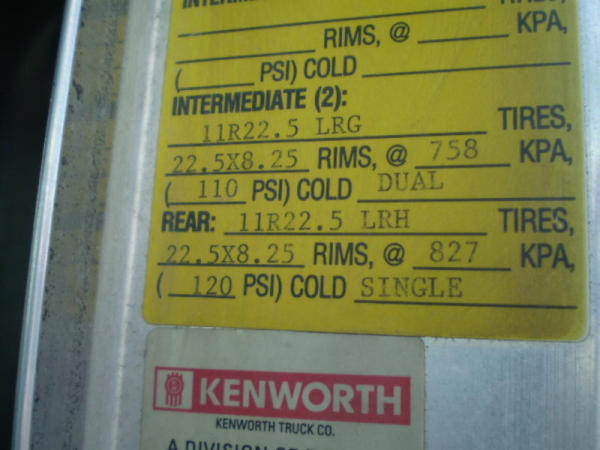 RIMS, @ KPA,
( PSI) COLD
INTERMEDIATE (2):
11R22.5 LRG TIRES,
22.5X8.25 RIMS, @ 758 KPA,
( 110 PSI) COLD DUAL
REAR: 11R22.5 LRH TIRES,
22.5X8.25 RIMS, @ 827 KPA,
( 120 PSI) COLD SINGLE
KENWORTH
KENWORTH TRUCK CO.
A DIVISION OF